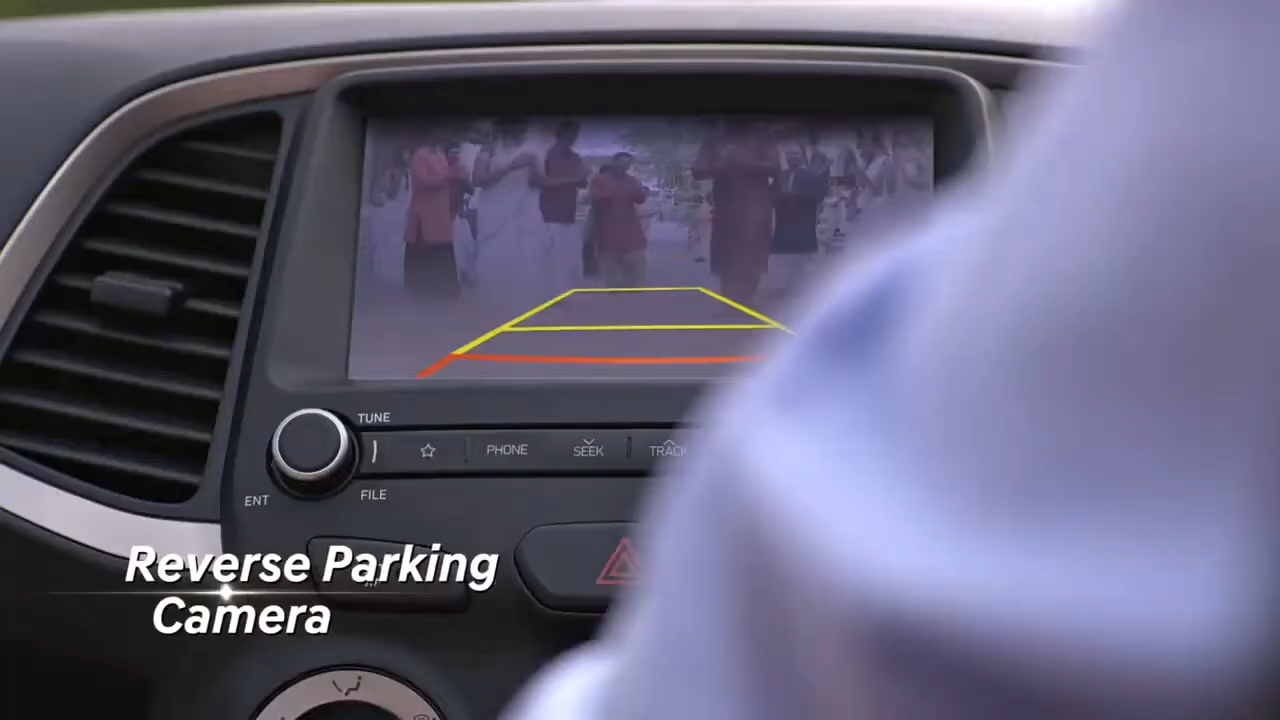 TUNE
☆ PHONE SEEK TRACK
ENT FILE
Reverse Parking
Camera